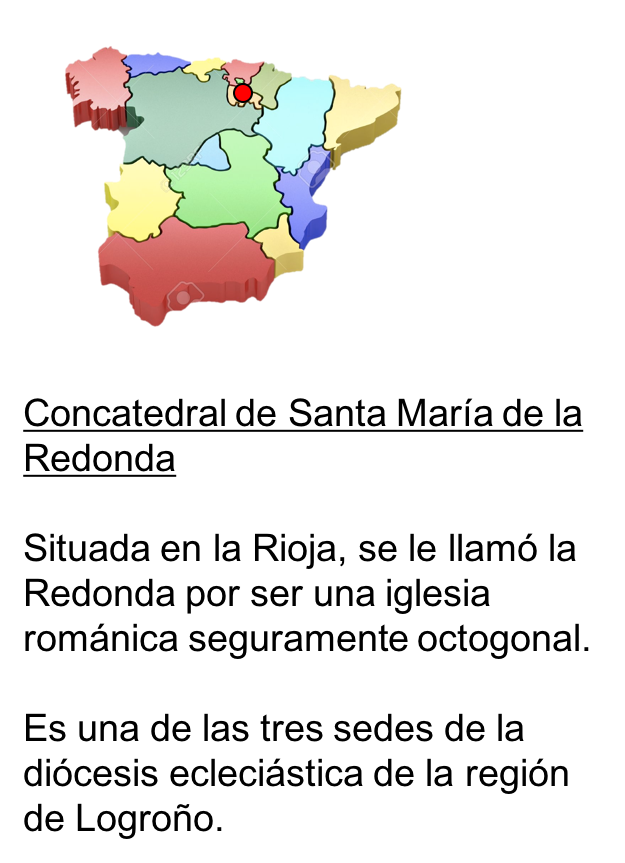 Concatedral de Santa María de la
Redonda
Situada en la Rioja, se le llamó la
Redonda por ser una iglesia
románica seguramente octogonal.
Es una de las tres sedes de la
diócesis ecleciástica de la región
de Logroño.